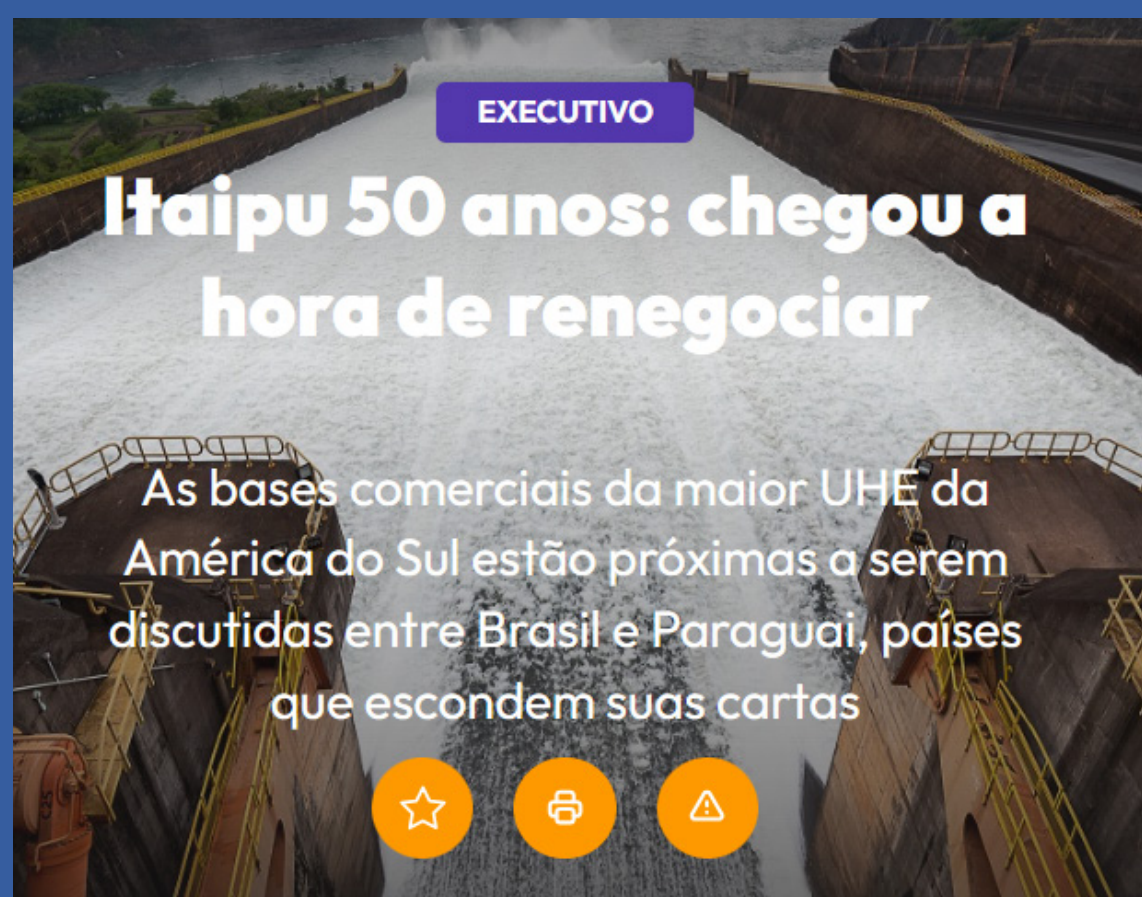 EXECUTIVO
Itaipu 50 anos: chegou a
hora de renegociar
As bases comerciais da maior UHE da
América do Sul estão próximas a serem
discutidas entre Brasil e Paraguai, países
que escondem suas cartas